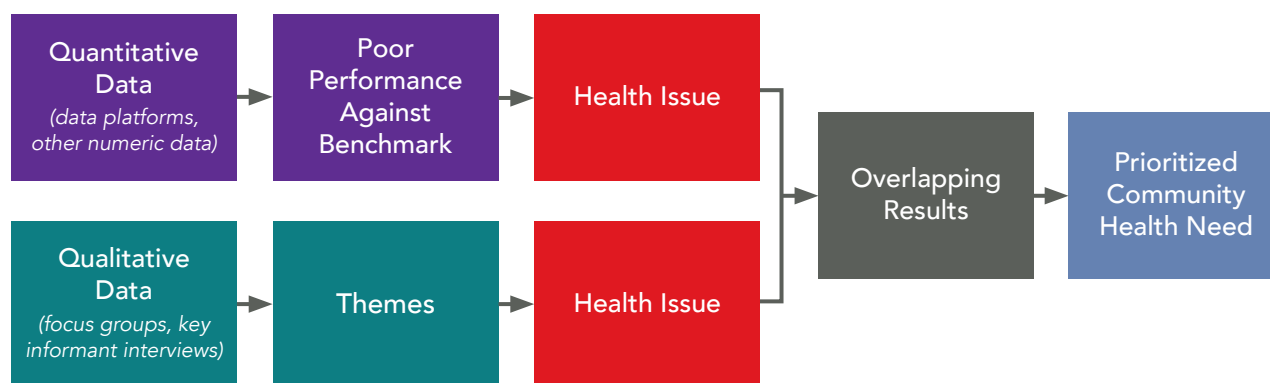 Quantitative
Data
(data platforms,
other numeric data)
Poor
Performance
Against
Benchmark
Health Issue
Qualitative
Data
(focus groups, key
informant interviews)
Themes
Health Issue
Overlapping
Results
Prioritized
Community
Health Need